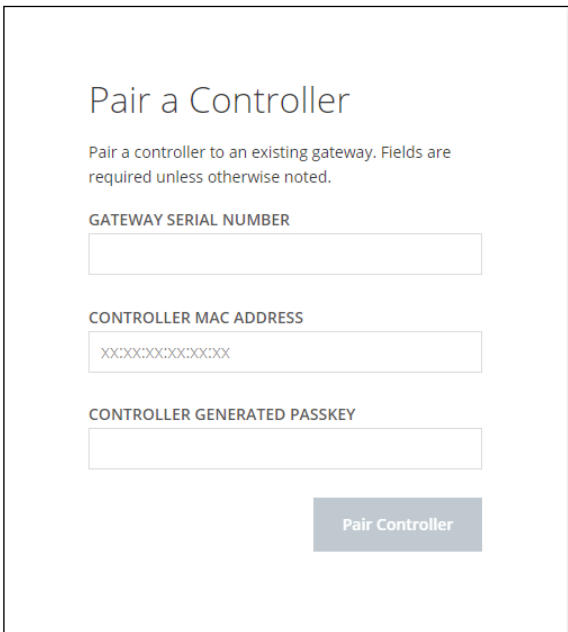 Pair a Controller
Pair a controller to an existing gateway. Fields are
required unless otherwise noted.
GATEWAY SERIAL NUMBER
CONTROLLER MAC ADDRESS
xx:xx:xx:xx:xx:xx
CONTROLLER GENERATED PASSKEY
Pair Controller